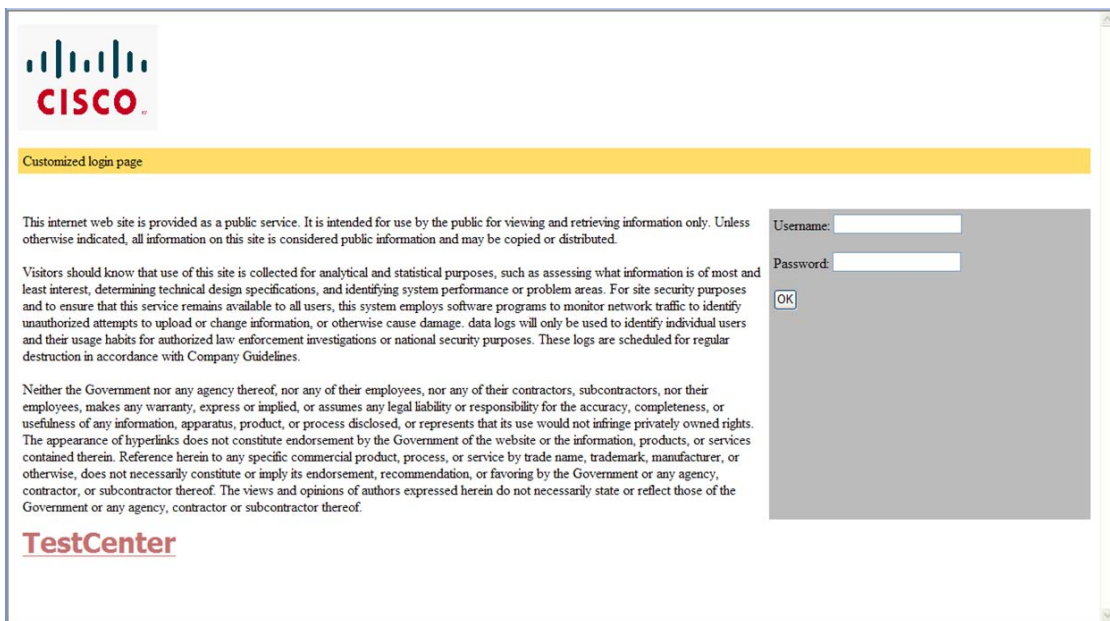 CISCO
Customized login page
This internet web site is provided as a public service. It is intended for use by the public for viewing and retrieving information only. Unless
otherwise indicated, all information on this site is considered public information and may be copied or distributed.
Visitors should know that use of this site is collected for analytical and statistical purposes, such as assessing what information is of most and
least interest, determining technical design specifications, and identifying system performance or problem areas. For site security purposes
and to ensure that this service remains available to all users, this system employs software programs to monitor network traffic to identify
unauthorized attempts to upload or change information, or otherwise cause damage. data logs will only be used to identify individual users
and their usage habits for authorized law enforcement investigations or national security purposes. These logs are scheduled for regular
destruction in accordance with Company Guidelines.
Neither the Government nor any agency thereof, nor any of their employees, nor any of their contractors, subcontractors, nor their
employees, makes any warranty, express or implied, or assumes any legal liability or responsibility for the accuracy, completeness, or
usefulness of any information, apparatus, product, or process disclosed, or represents that its use would not infringe privately owned rights.
The appearance of hyperlinks does not constitute endorsement by the Government of the website or the information, products, or services
contained therein. Reference herein to any specific commercial product, process, or service by trade name, trademark, manufacturer, or
otherwise, does not necessarily constitute or imply its endorsement, recommendation, or favoring by the Government or any agency,
contractor, or subcontractor thereof. The views and opinions of authors expressed herein do not necessarily state or reflect those of the
Government or any agency, contractor or subcontractor thereof.
TestCenter
Username:
Password:
OK